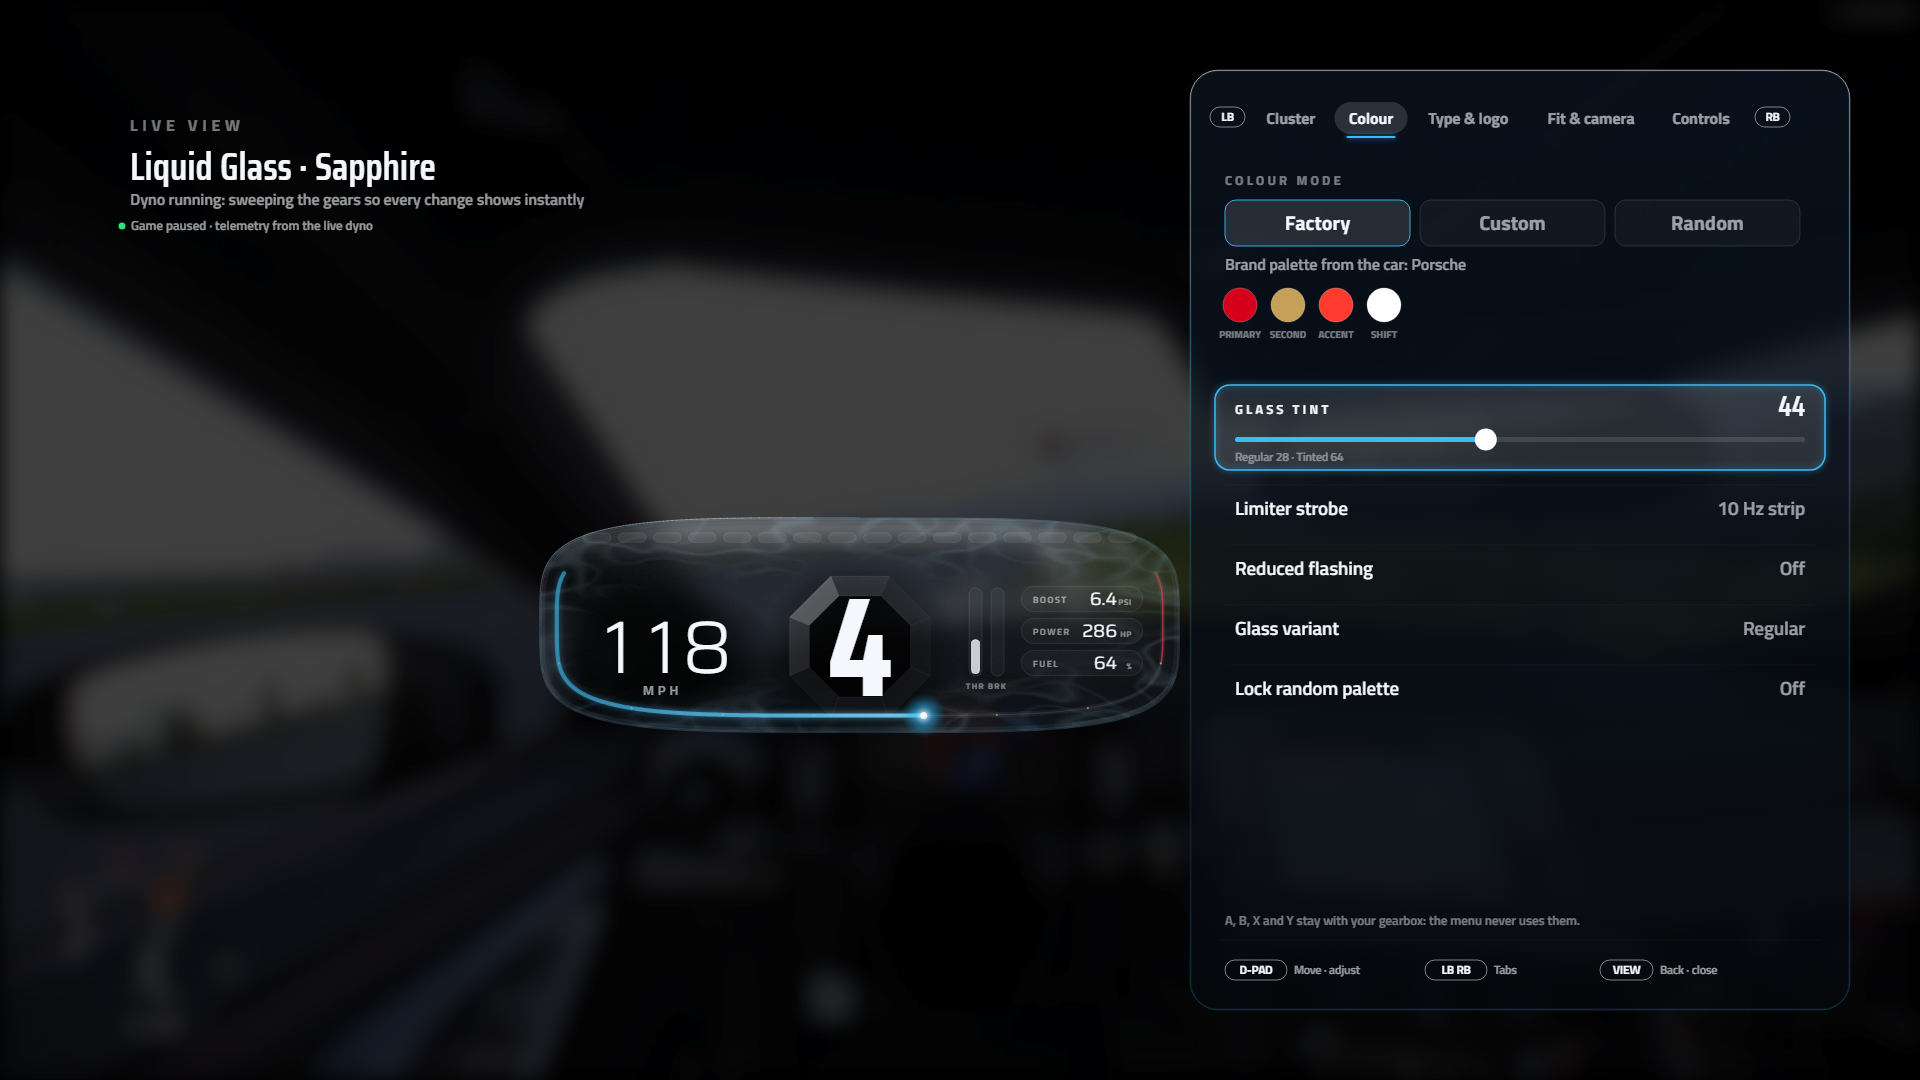 LIVE VIEW
Liquid Glass · Sapphire
Dyno running: sweeping the gears so every change shows instantly
Game paused · telemetry from the live dyno
118
MPH
4
THR BRK
BOOST 6.4 PSI
POWER 286 HP
FUEL 64 %
LB Cluster Colour Type & logo Fit & camera Controls RB
COLOUR MODE
Factory Custom Random
Brand palette from the car: Porsche
PRIMARY SECOND ACCENT SHIFT
GLASS TINT 44
Regular 28 · Tinted 64
Limiter strobe 10 Hz strip
Reduced flashing Off
Glass variant Regular
Lock random palette Off
A, B, X and Y stay with your gearbox: the menu never uses them.
D-PAD Move · adjust LB RB Tabs VIEW Back · close